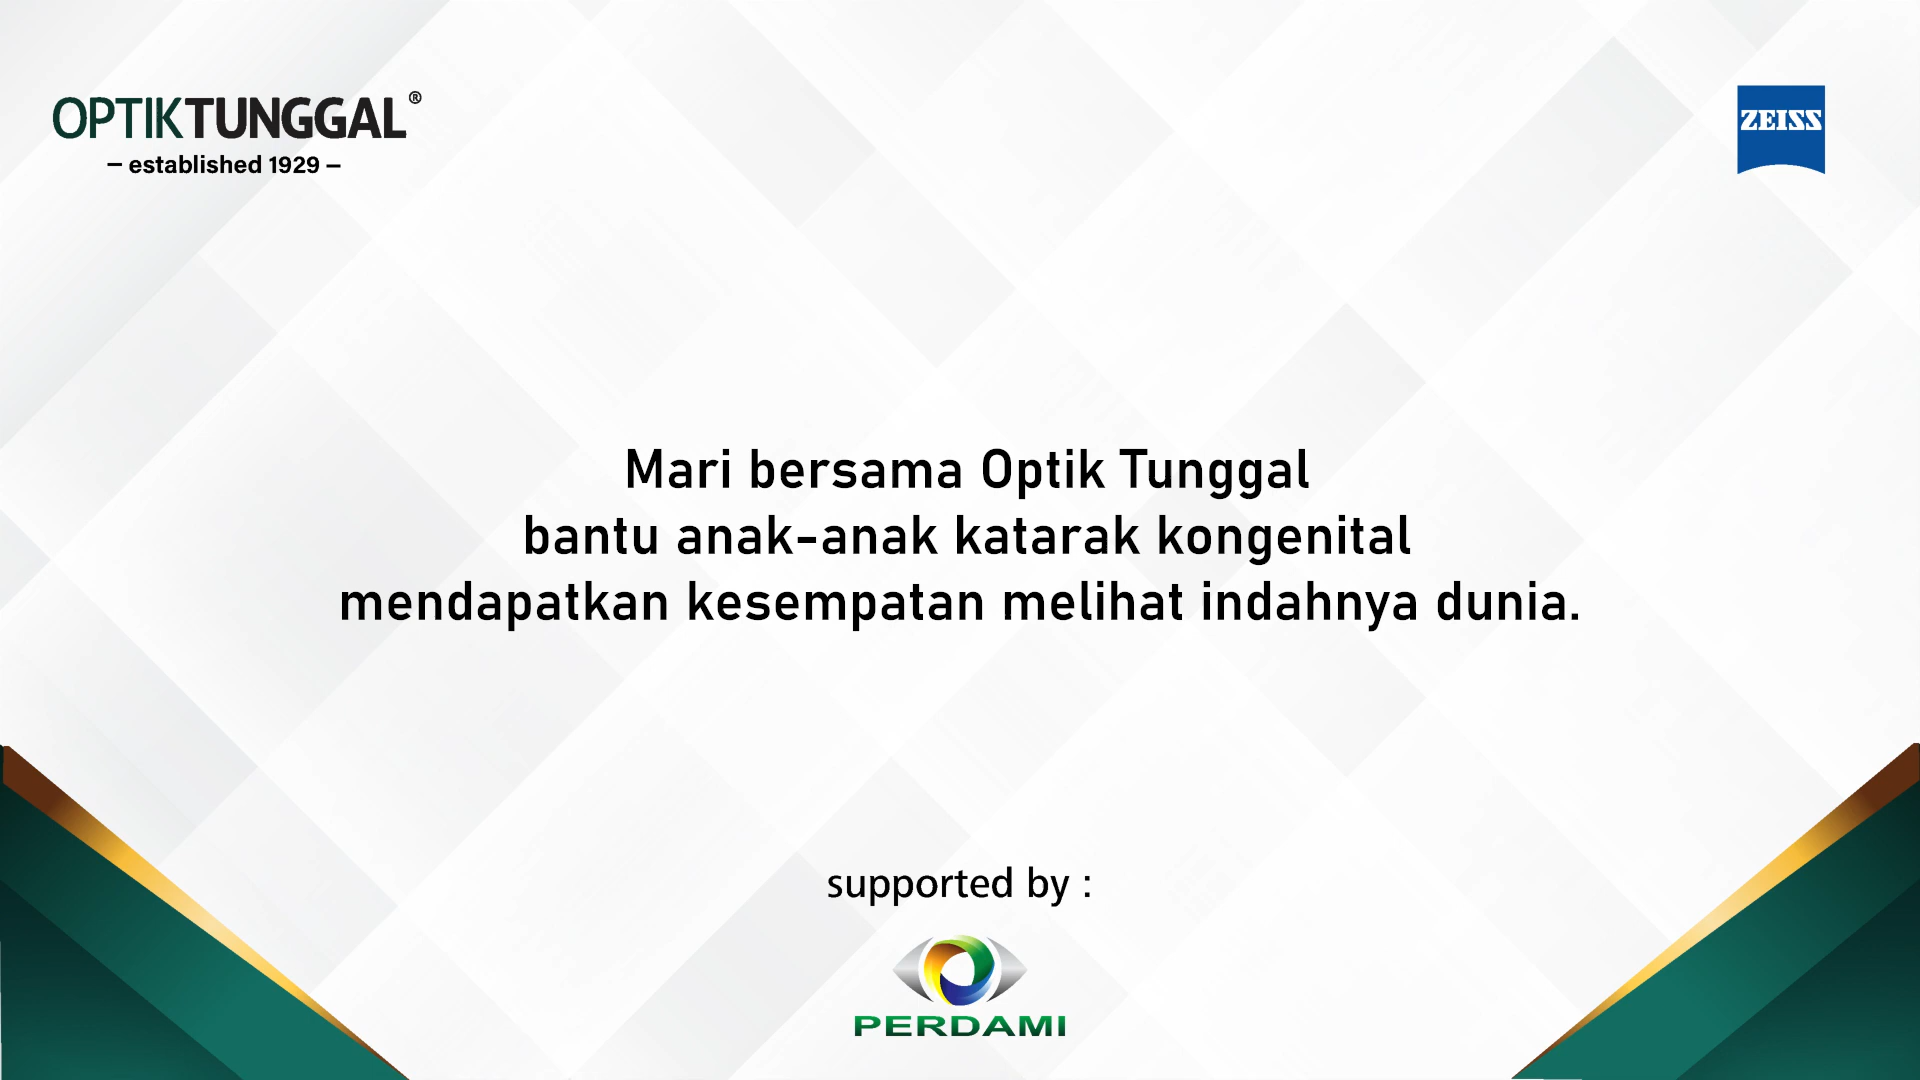 OPTIKTUNGGAL®
– established 1929 –
ZEISS
Mari bersama Optik Tunggal
bantu anak-anak katarak kongenital
mendapatkan kesempatan melihat indahnya dunia.
supported by :
PERDAMI